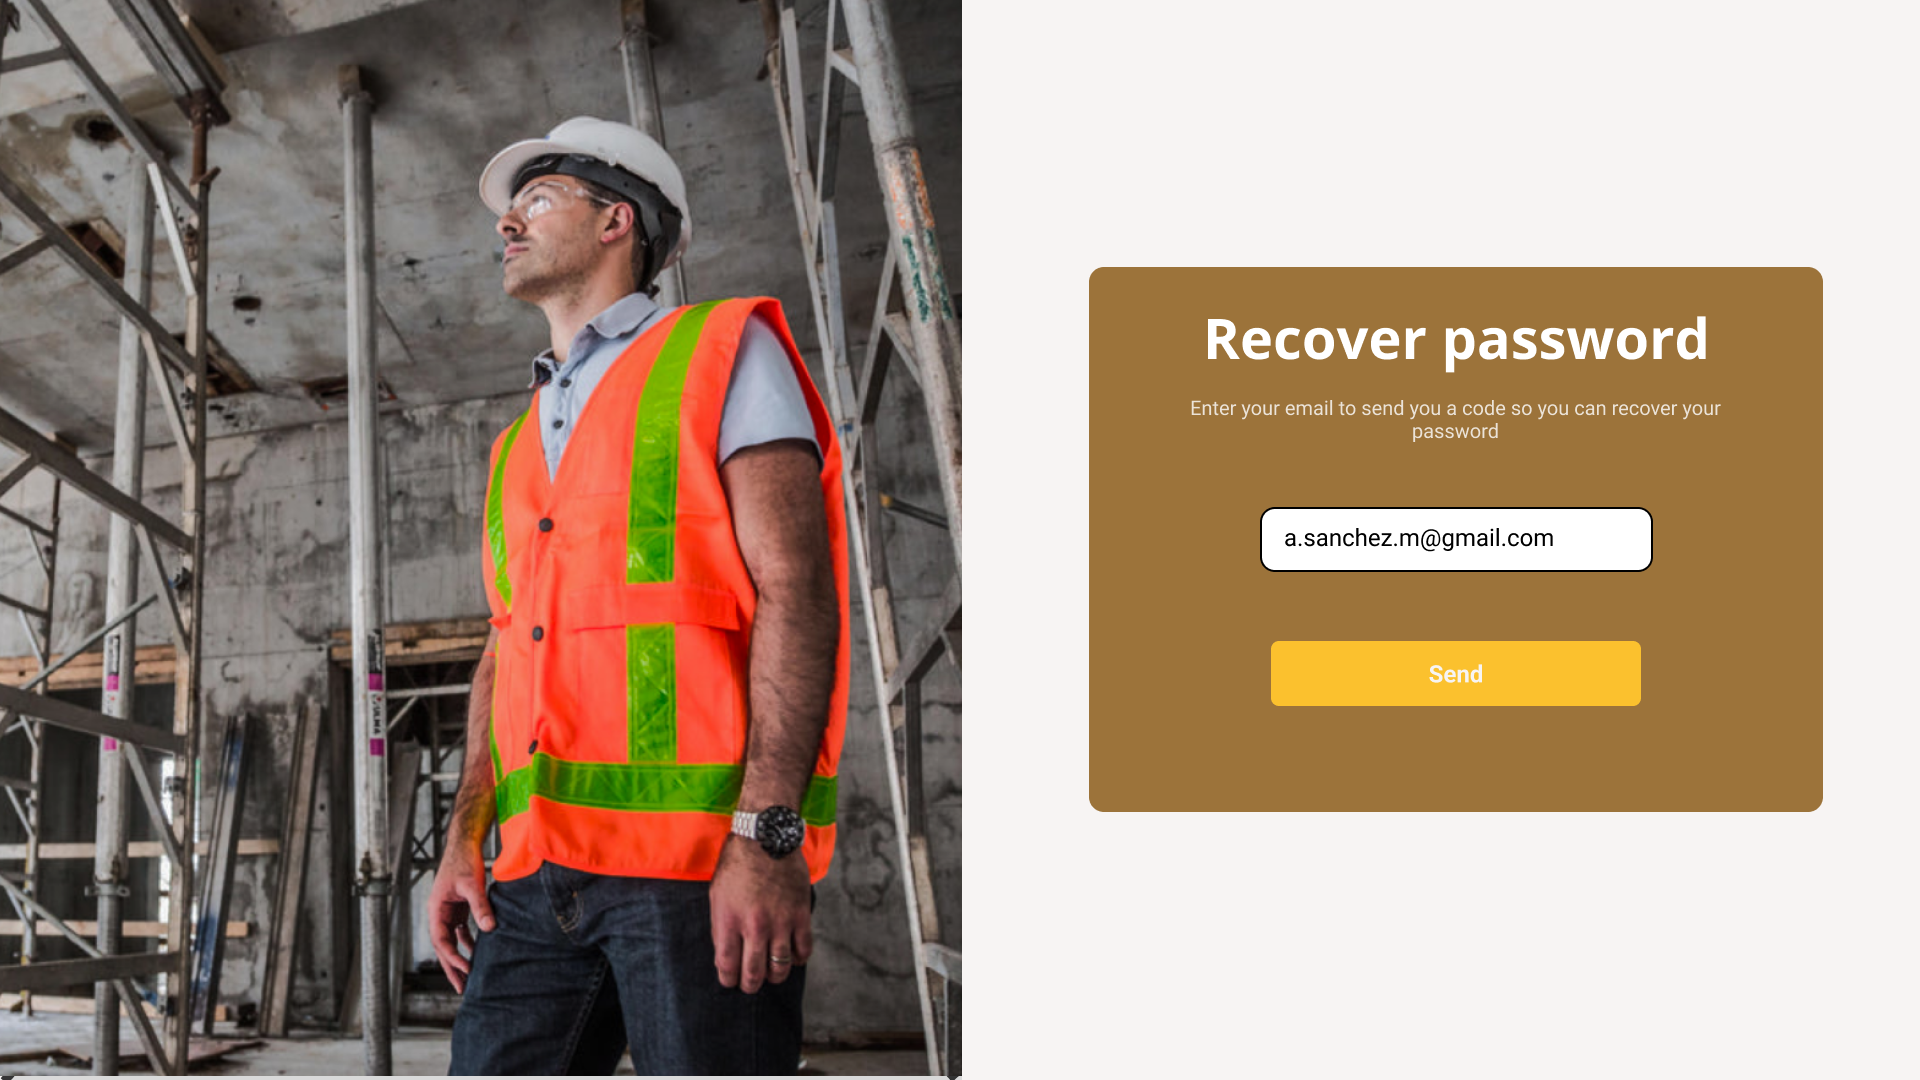 Recover password
Enter your email to send you a code so you can recover your
password
a.sanchez.m@gmail.com
Send
ULMA